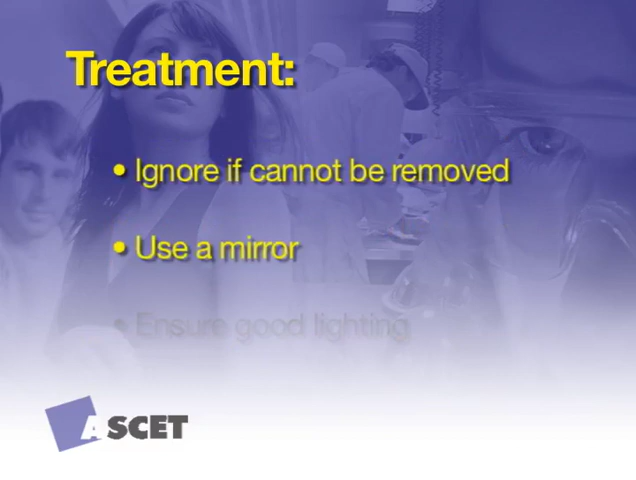 Treatment:
• Ignore if cannot be removed
• Use a mirror
• Ensure good lighting
ASCET